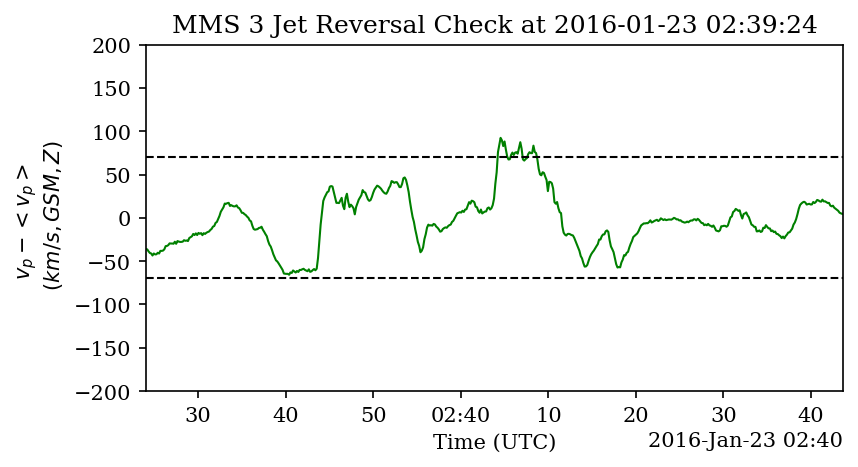 MMS 3 Jet Reversal Check at 2016-01-23 02:39:24
200
150
100
50
0
−50
−100
−150
−200
v_p − < v_p >
(km/s, GSM, Z)
30 40 50 02:40 10 20 30 40
Time (UTC)
2016-Jan-23 02:40